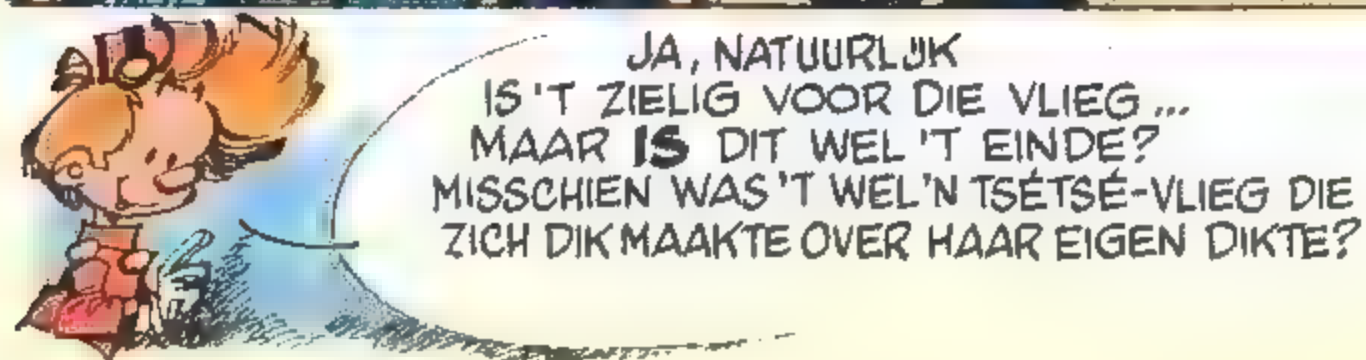 JA, NATUURLIJK
IS 'T ZIELIG VOOR DIE VLIEG...
MAAR IS DIT WEL 'T EINDE?
MISSCHIEN WAS 'T WEL 'N TSÉTSÉ-VLIEG DIE
ZICH DIK MAAKTE OVER HAAR EIGEN DIKTE?